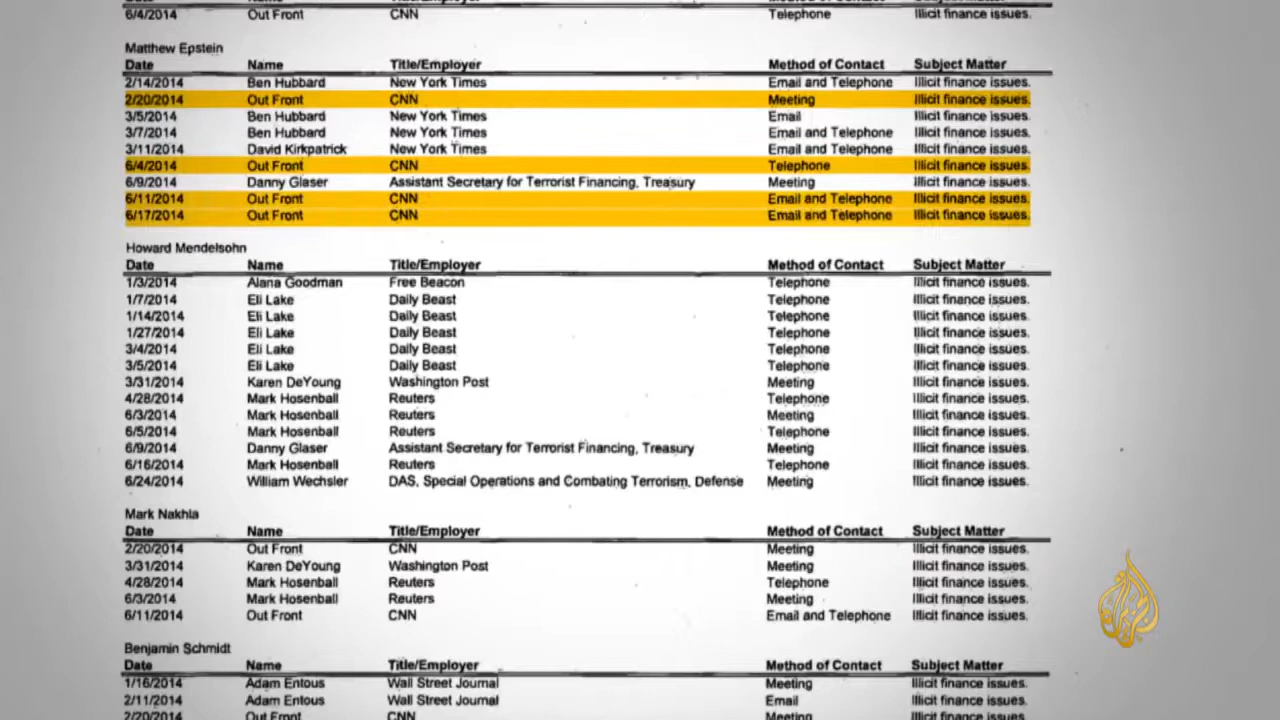 Date Name Title/Employer Method of Contact Subject Matter
6/4/2014 Out Front CNN Telephone Illicit finance issues.
Matthew Epstein
Date Name Title/Employer Method of Contact Subject Matter
2/14/2014 Ben Hubbard New York Times Email and Telephone Illicit finance issues.
2/20/2014 Out Front CNN Meeting Illicit finance issues.
3/5/2014 Ben Hubbard New York Times Email Illicit finance issues.
3/7/2014 Ben Hubbard New York Times Email and Telephone Illicit finance issues.
3/11/2014 David Kirkpatrick New York Times Email and Telephone Illicit finance issues.
6/4/2014 Out Front CNN Telephone Illicit finance issues.
6/9/2014 Danny Glaser Assistant Secretary for Terrorist Financing, Treasury Meeting Illicit finance issues.
6/11/2014 Out Front CNN Email and Telephone Illicit finance issues.
6/17/2014 Out Front CNN Email and Telephone Illicit finance issues.
Howard Mendelsohn
Date Name Title/Employer Method of Contact Subject Matter
1/3/2014 Alana Goodman Free Beacon Telephone Illicit finance issues.
1/7/2014 Eli Lake Daily Beast Telephone Illicit finance issues.
1/14/2014 Eli Lake Daily Beast Telephone Illicit finance issues.
1/27/2014 Eli Lake Daily Beast Telephone Illicit finance issues.
3/4/2014 Eli Lake Daily Beast Telephone Illicit finance issues.
3/5/2014 Eli Lake Daily Beast Telephone Illicit finance issues.
3/31/2014 Karen DeYoung Washington Post Meeting Illicit finance issues.
4/28/2014 Mark Hosenball Reuters Telephone Illicit finance issues.
6/3/2014 Mark Hosenball Reuters Meeting Illicit finance issues.
6/5/2014 Mark Hosenball Reuters Telephone Illicit finance issues.
6/9/2014 Danny Glaser Assistant Secretary for Terrorist Financing, Treasury Meeting Illicit finance issues.
6/16/2014 Mark Hosenball Reuters Telephone Illicit finance issues.
6/24/2014 William Wechsler DAS, Special Operations and Combating Terrorism, Defense Meeting Illicit finance issues.
Mark Nakhla
Date Name Title/Employer Method of Contact Subject Matter
2/20/2014 Out Front CNN Meeting Illicit finance issues.
3/31/2014 Karen DeYoung Washington Post Meeting Illicit finance issues.
4/28/2014 Mark Hosenball Reuters Telephone Illicit finance issues.
6/3/2014 Mark Hosenball Reuters Meeting Illicit finance issues.
6/11/2014 Out Front CNN Email and Telephone Illicit finance issues.
Benjamin Schmidt
Date Name Title/Employer Method of Contact Subject Matter
1/16/2014 Adam Entous Wall Street Journal Meeting Illicit finance issues.
2/11/2014 Adam Entous Wall Street Journal Email Illicit finance issues.
2/20/2014 Out Front CNN Meeting Illicit finance issues.